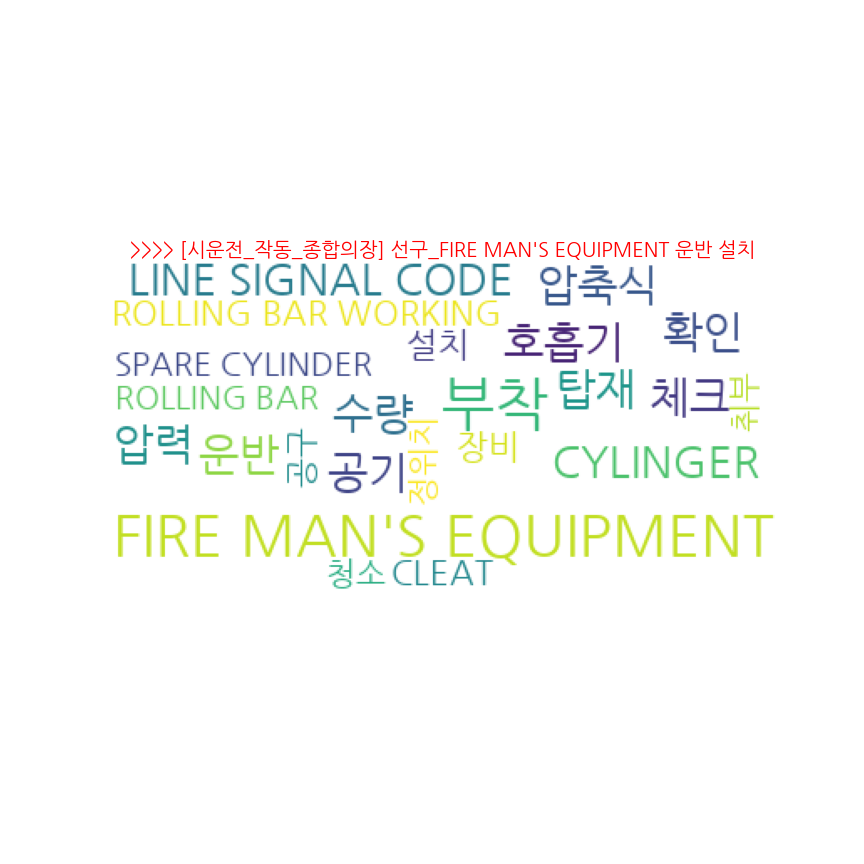 >>>> [시운전_작동_종합의장] 선구_FIRE MAN'S EQUIPMENT 운반 설치
LINE SIGNAL CODE
압축식
ROLLING BAR WORKING
설치
호흡기
확인
SPARE CYLINDER
ROLLING BAR
수량
부착
탑재
체크
취부
압력
운반
공구
공기
정위치
장비
CYLINGER
FIRE MAN'S EQUIPMENT
청소
CLEAT